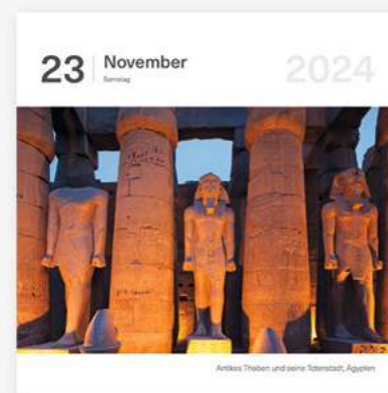 23
November
Samstag
2024
Antikes Theben und seine Totenstadt, Ägypten